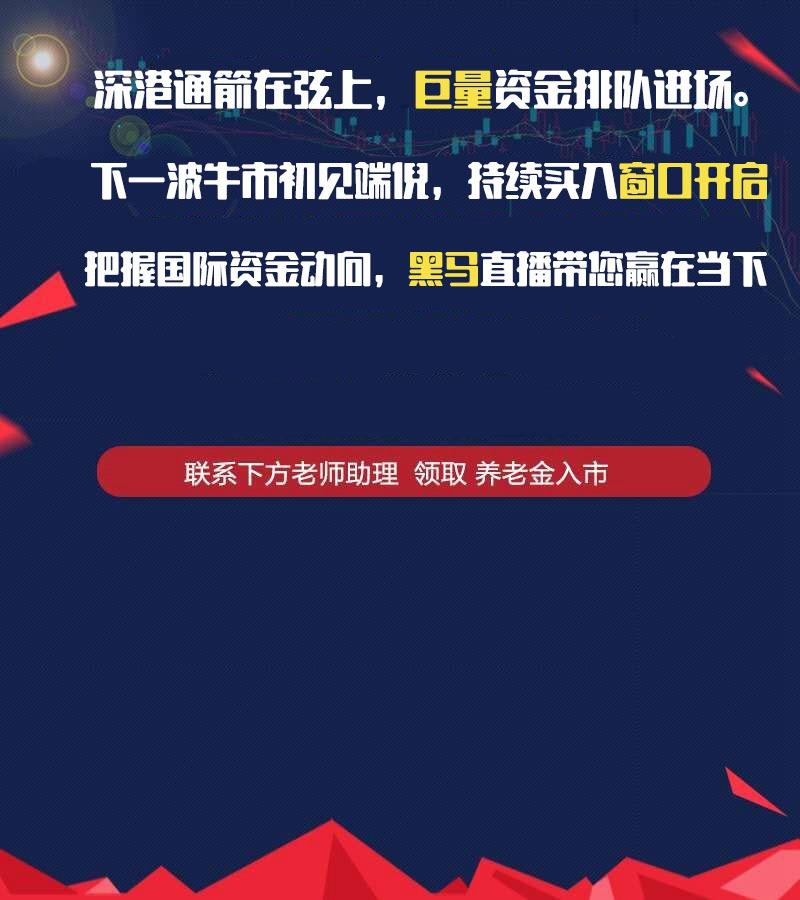 深港通箭在弦上，巨量资金排队进场。
下一波牛市初见端倪，持续买入窗口开启
把握国际资金动向，黑马直播带您赢在当下
联系下方老师助理 领取 养老金入市